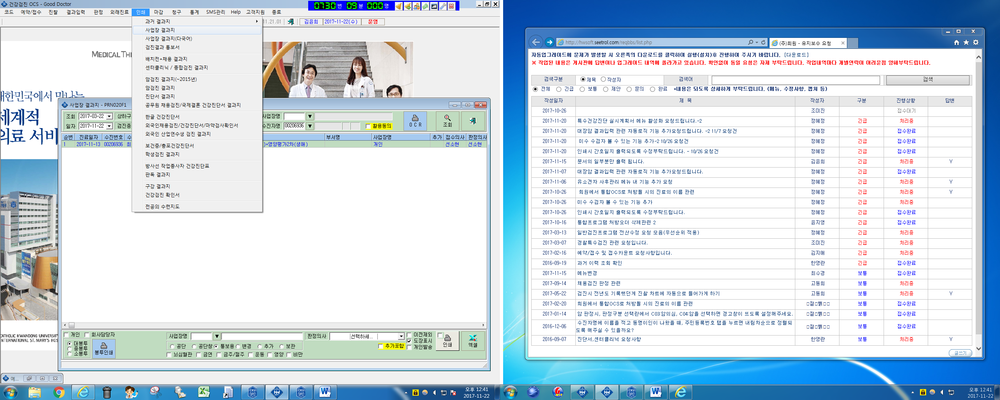 건강검진 OCS - Good Doctor
0730 번 09 분 000 명
코드 예약/접수 진찰 결과입력 판정 외래진료 인쇄 마감 청구 통계 SMS관리 Help 고객지원 종료
11.21.01 김윤희 2017-11-22(수) 운영
과거 결과지
사업장 결과지
사업장 결과지(다국어)
검진결과 통보서
배치전+채용 결과지
센터클리닉 / 종합검진 결과지
암검진 결과지(~2015년)
암검진 결과지
진단서 결과지
공무원 채용검진/국제결혼 건강진단서 결과지
한글 건강진단서
외국인채용검진/건강진단서/마약검사확인서
외국인 산업연수생 검진 결과지
보건증/총포건강진단서
학생검진 결과지
방사선 작업종사자 건강진단표
판독 결과지
구강 결과지
건강검진 확인서
전공의 수련지도
MEDICAL THE
대한민국에서 만나는
세계적
의료 서비
CATHOLIC KWANDONG UNIVERSITY
INTERNATIONAL ST. MARY'S HOS
사업장 결과지 - PRN020F1
조회 2017-03-22 상하구 사업장명
일자 2017-11-22 검진종 수진자명 00206936 활용동의
O C R 조회
순번 진료일자 수진번호 수 부서명 사업장명 추가 접수의사 판정의사
1 2017-11-13 00206936 최 )+영양평가2차(생애) 개인 선소현 선소현
개인 회사담당자
대봉투
중봉투
소봉투
봉투인쇄
사업장명 판정의사 선택하세...
공단 공단창 통보용 변경 추가 보관
뇌심혈관 금연 금주/절주 운동 영양 비만
추가포함
이전제외
도장표시
개인발송
인쇄 엑셀
예...
오후 12:41
2017-11-22
http://hwsoft.seetrol.com/reqbbs/list.php
(주)희원 - 유지보수 요청
자동업그레이드에 문제가 발생할 시 오른쪽의 다운로드를 클릭하여 실행(설치)후 진행하여 주시기 바랍니다. [다운로드]
※ 작업된 내용은 게시판에 답변이나 업그레이드 내역에 올라가고 있습니다. 확인없이 동일 요청은 자제 부탁드립니다. 작업내역마다 개별연락이 어려운점 양해부탁드립니다.
검색구분 제목 작성자 검색어 검색
전체 긴급 보통 제안 문의 완료 *내용은 되도록 상세하게 부탁드립니다. (메뉴, 수정사항, 캡쳐 등)
작성일자 제 목 작성자 구분 진행상황 답변
2017-10-26 조미진 접수대기
2017-11-20 특수건강진단 실시계획서 메뉴 활성화 요청드립니다.-2 정혜정 긴급 처리중
2017-11-20 대장암 결과입력 관련 자동로직 기능 추가요청드립니다. -2 11/7 요청건 정혜정 긴급 접수완료
2017-11-20 미수 수검자 볼 수 있는 기능 추가-2 10/26 요청건 정혜정 긴급 접수완료
2017-11-20 인쇄시 간호일지 출력되도록 수정부탁드립니다. - 10/26 요청건 정혜정 긴급 접수완료
2017-11-15 문서의 일부분만 출력 됩니다. 김윤희 긴급 처리중 Y
2017-11-07 대장암 결과입력 관련 자동로직 기능 추가요청드립니다. 정혜정 긴급 접수완료
2017-11-06 유소견자 사후관리 메뉴 내 기능 추가 요청 정혜정 긴급 처리중 Y
2017-10-26 희원에서 통합OCS로 처방될 시의 진료의 이름 관련 정혜정 긴급 처리중 Y
2017-10-26 미수 수검자 볼 수 있는 기능 추가 정혜정 긴급 처리중
2017-10-26 인쇄시 간호일지 출력되도록 수정부탁드립니다. 정혜정 긴급 접수완료
2017-10-16 통합프로그램 처방오더 삭제관련 2 윤지영 긴급 접수완료
2017-03-13 일반검진프로그램 전산수정 요청 모음(우선순위 적용) 정혜정 긴급 처리중
2017-03-07 경찰특수검진 관련 요청입니다. 조미진 긴급 처리중
2017-02-16 예약/접수 및 접수카운트 요청사항입니다. 김지애 긴급 처리중
2016-09-19 과거 이력 조회 확인 한영란 긴급 접수완료
2017-11-15 메뉴변경 최수경 보통 접수완료
2017-09-14 채용검진 판정 관련 고동희 보통 처리중
2017-05-22 검진시 전년도 기록했던게 진찰 차트에 자동으로 들어가게 하기 고동희 보통 처리중 Y
2017-02-20 희원에서 통합OCS로 처방될 시의 진료의 이름 관련 보통 접수완료
2017-01-14 암 판정시, 판정구분 선택란에서 C03:암의심, C04:암을 선택하면 경고창이 뜨도록 설정해주세요. 보통 접수완료
2016-12-06 수진자명에 이름을 적고 동명이인이 나왔을 때, 주민등록번호 탭을 누르면 내림차순으로 정렬되
도록 해주실 수 있을까요? 보통 접수완료
2016-09-07 진단서,센터클리닉 요청사항 한영란 보통 처리중 Y
글쓰기
오후 12:41
2017-11-22